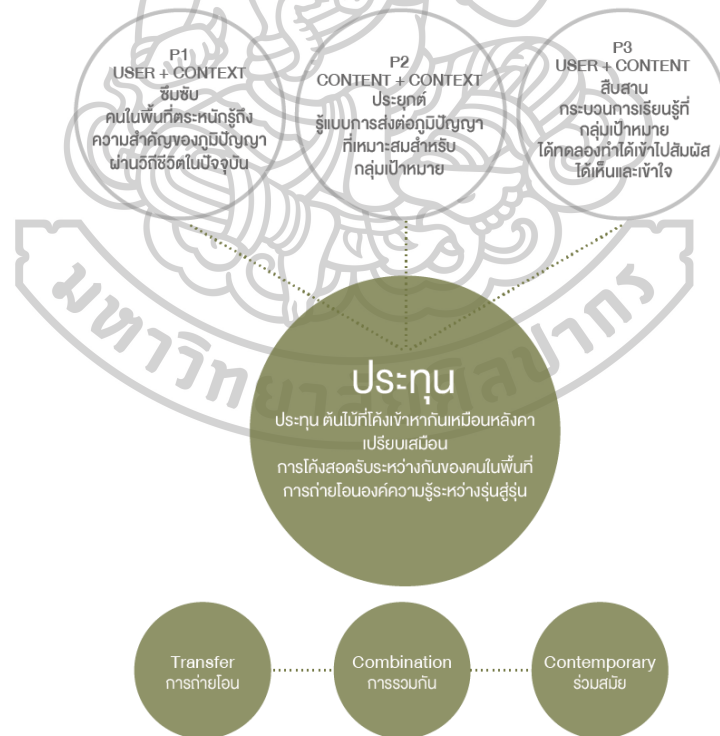 P1
USER + CONTEXT
ซึมซับ
คนในพื้นที่ตระหนักรู้ถึง
ความสำคัญของภูมิปัญญา
ผ่านวิถีชีวิตในปัจจุบัน
P2
CONTENT + CONTEXT
ประยุกต์
รู้แบบการส่งต่อภูมิปัญญา
ที่เหมาะสมสำหรับ
กลุ่มเป้าหมาย
P3
USER + CONTENT
สืบสาน
กระบวนการเรียนรู้ที่
กลุ่มเป้าหมาย
ได้ทดลองทำได้เข้าไปสัมผัส
ได้เห็นและเข้าใจ
มหาวิทยาลัยศิลปากร
ประทุน
ประทุน ต้นไม้ที่โค้งเข้าหากันเหมือนหลังคา
เปรียบเสมือน
การโค้งสอดรับระหว่างกันของคนในพื้นที่
การถ่ายโอนองค์ความรู้ระหว่างรุ่นสู่รุ่น
Transfer
การถ่ายโอน
Combination
การรวมกัน
Contemporary
ร่วมสมัย